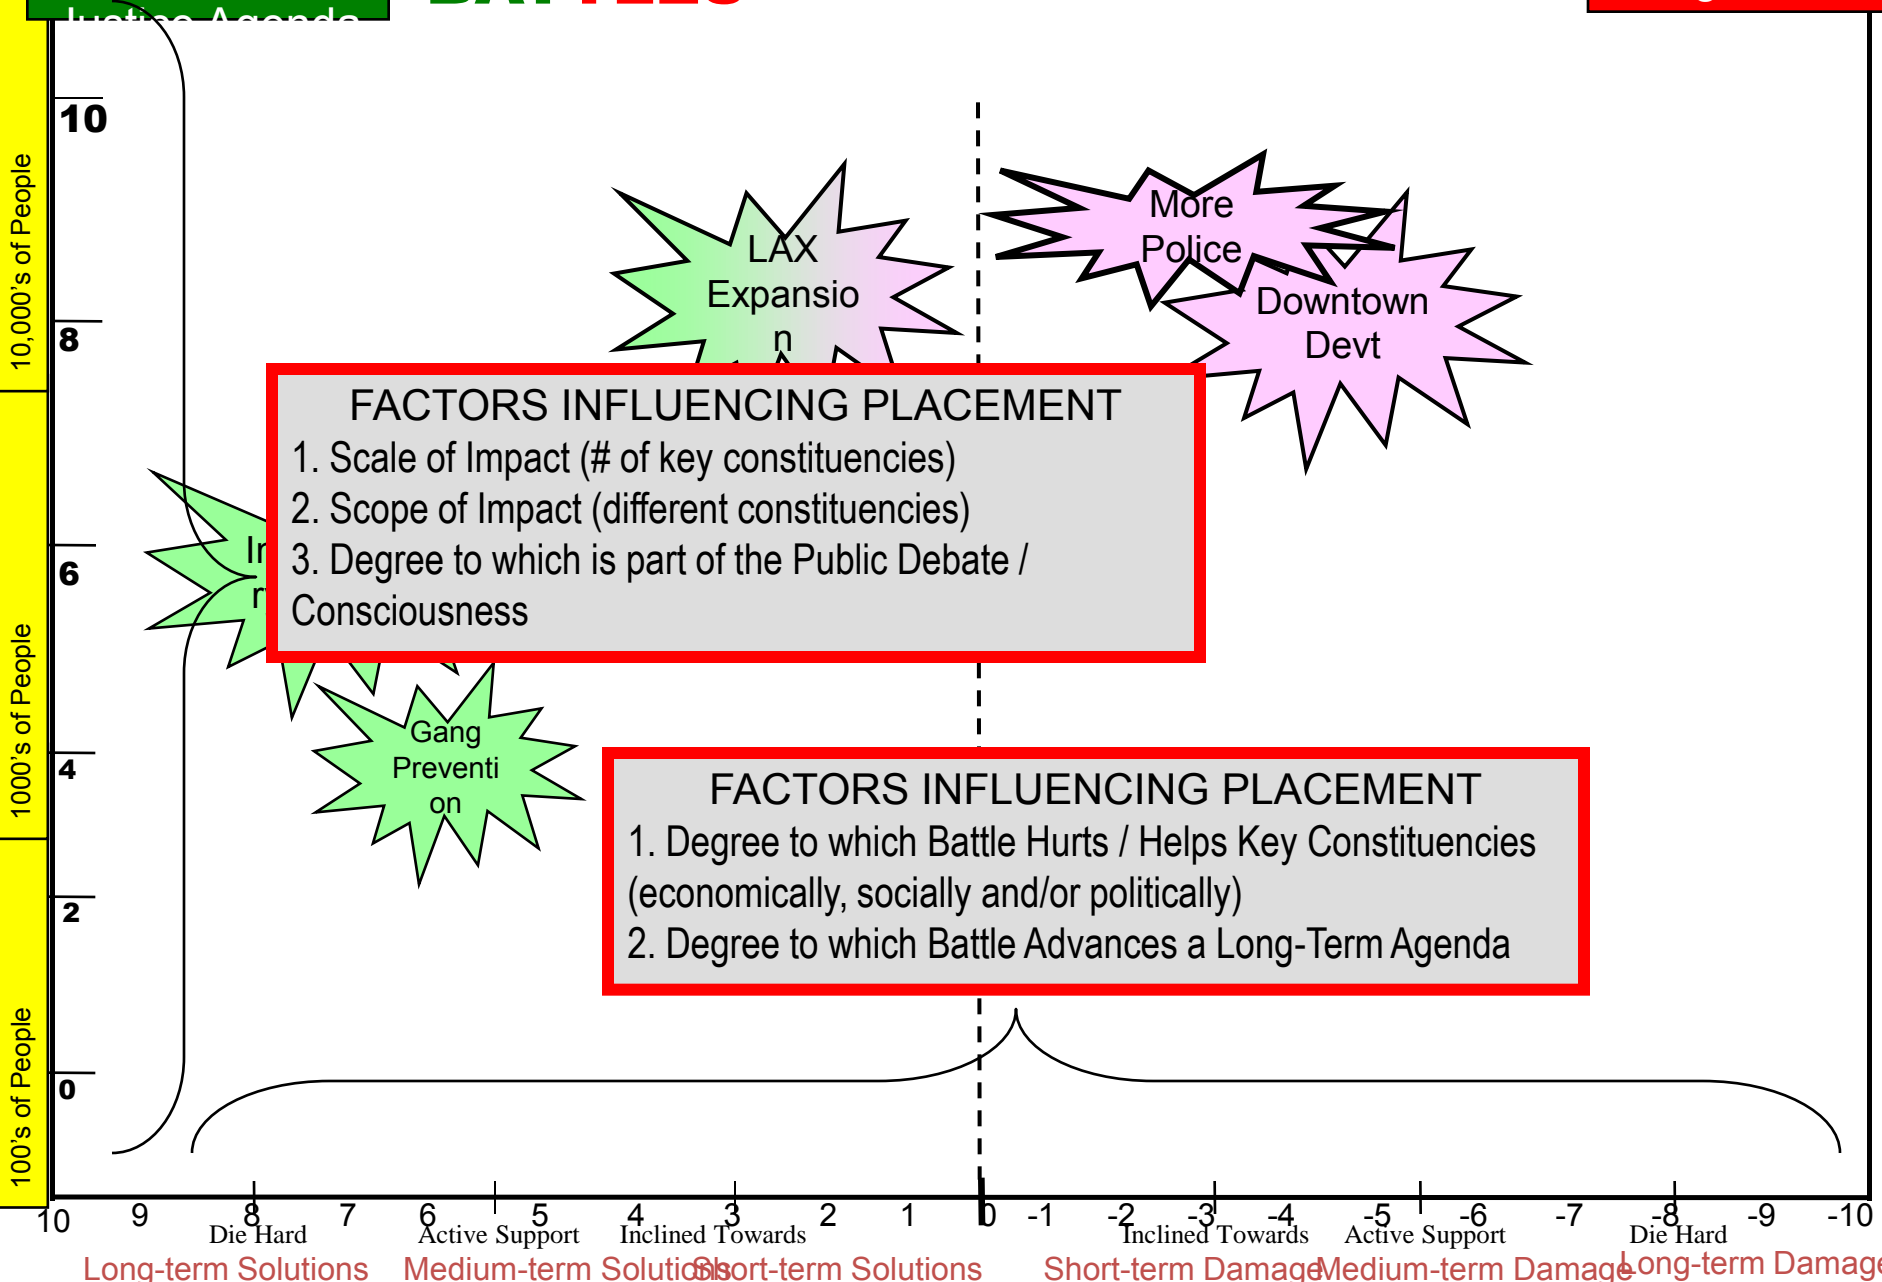 Justice Agenda
BATTLES
10
10,000's of People
More
Police
LAX
Expansio
n
Downtown
Devt
8
FACTORS INFLUENCING PLACEMENT
1. Scale of Impact (# of key constituencies)
2. Scope of Impact (different constituencies)
3. Degree to which is part of the Public Debate /
Consciousness
6
1000's of People
4
Gang
Preventi
on
FACTORS INFLUENCING PLACEMENT
1. Degree to which Battle Hurts / Helps Key Constituencies
(economically, socially and/or politically)
2. Degree to which Battle Advances a Long-Term Agenda
2
100's of People
0
10 9 8 7 6 5 4 3 2 1 0 -1 -2 -3 -4 -5 -6 -7 -8 -9 -10
Die Hard Active Support Inclined Towards Inclined Towards Active Support Die Hard
Long-term Solutions Medium-term Solutions Short-term Solutions Short-term Damage Medium-term Damage Long-term Damage